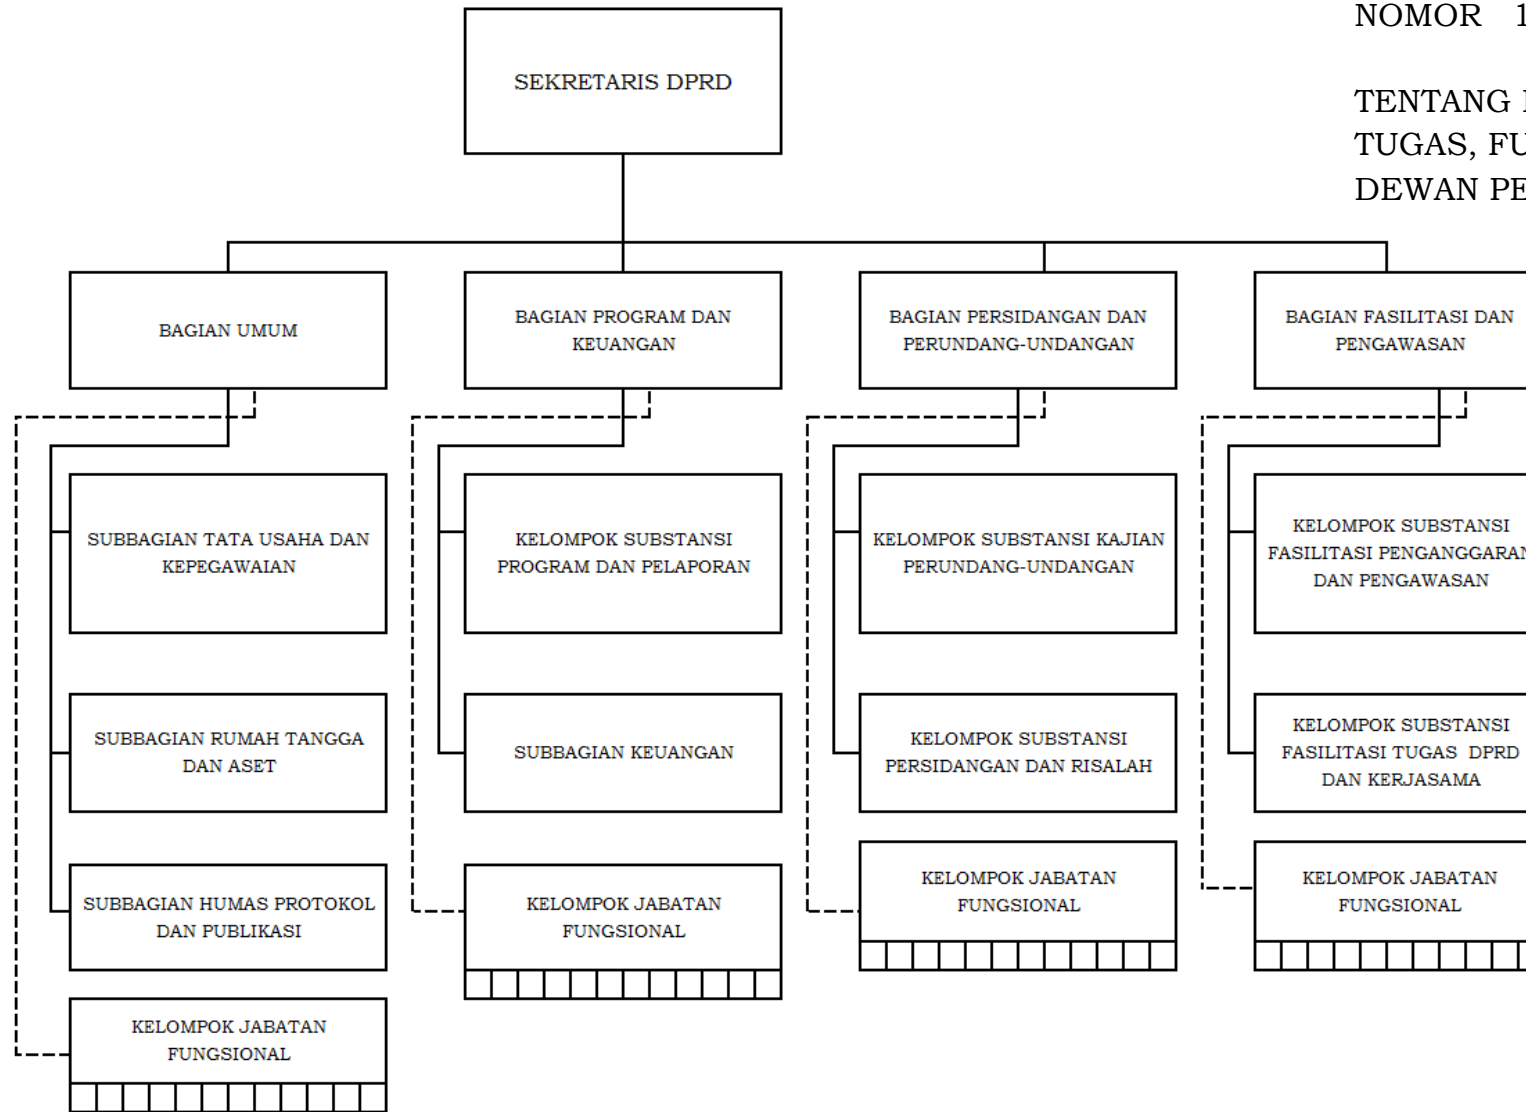 NOMOR 1
TENTANG
TUGAS,
DEWAN
SEKRETARIS DPRD
BAGIAN UMUM
BAGIAN PROGRAM DAN
KEUANGAN
BAGIAN PERSIDANGAN DAN
PERUNDANG-UNDANGAN
BAGIAN FASILITASI DAN
PENGAWASAN
SUBBAGIAN TATA USAHA DAN
KEPEGAWAIAN
KELOMPOK SUBSTANSI
PROGRAM DAN PELAPORAN
KELOMPOK SUBSTANSI KAJIAN
PERUNDANG-UNDANGAN
KELOMPOK SUBSTANSI
FASILITASI PENGANGGARAN
DAN PENGAWASAN
SUBBAGIAN RUMAH TANGGA
DAN ASET
SUBBAGIAN KEUANGAN
KELOMPOK SUBSTANSI
PERSIDANGAN DAN RISALAH
KELOMPOK SUBSTANSI
FASILITASI TUGAS DPRD
DAN KERJASAMA
SUBBAGIAN HUMAS PROTOKOL
DAN PUBLIKASI
KELOMPOK JABATAN
FUNGSIONAL
KELOMPOK JABATAN
FUNGSIONAL
KELOMPOK JABATAN
FUNGSIONAL
KELOMPOK JABATAN
FUNGSIONAL